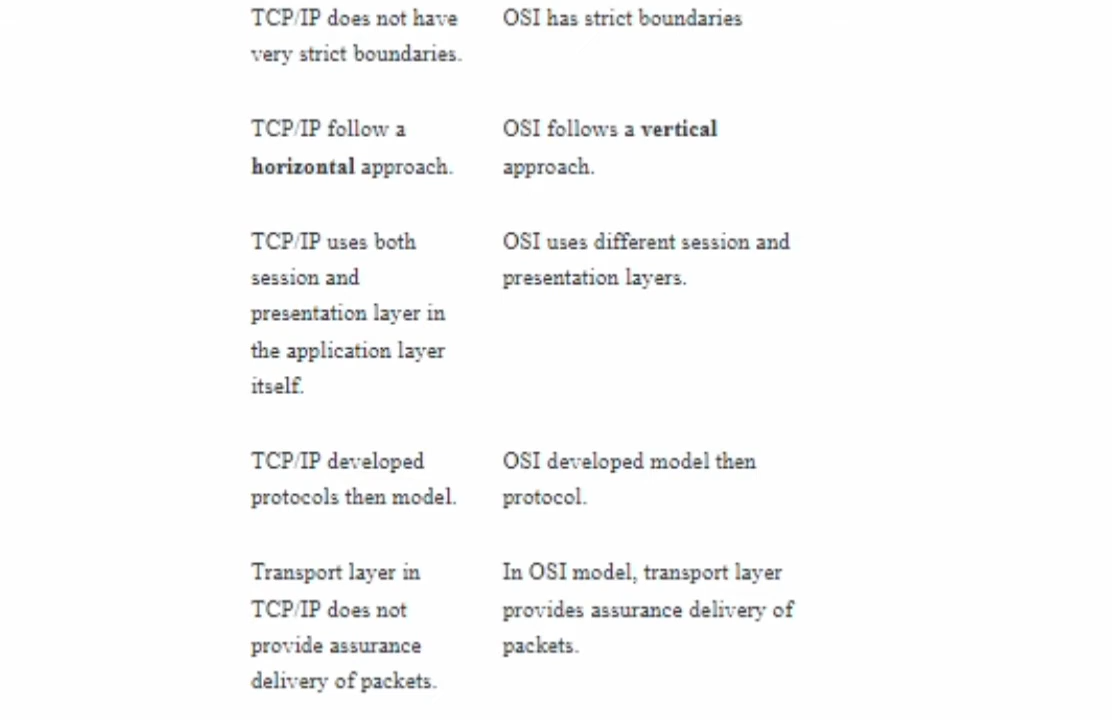 TCP/IP does not have
very strict boundaries.
OSI has strict boundaries
TCP/IP follow a
horizontal approach.
OSI follows a vertical
approach.
TCP/IP uses both
session and
presentation layer in
the application layer
itself.
OSI uses different session and
presentation layers.
TCP/IP developed
protocols then model.
OSI developed model then
protocol.
Transport layer in
TCP/IP does not
provide assurance
delivery of packets.
In OSI model, transport layer
provides assurance delivery of
packets.